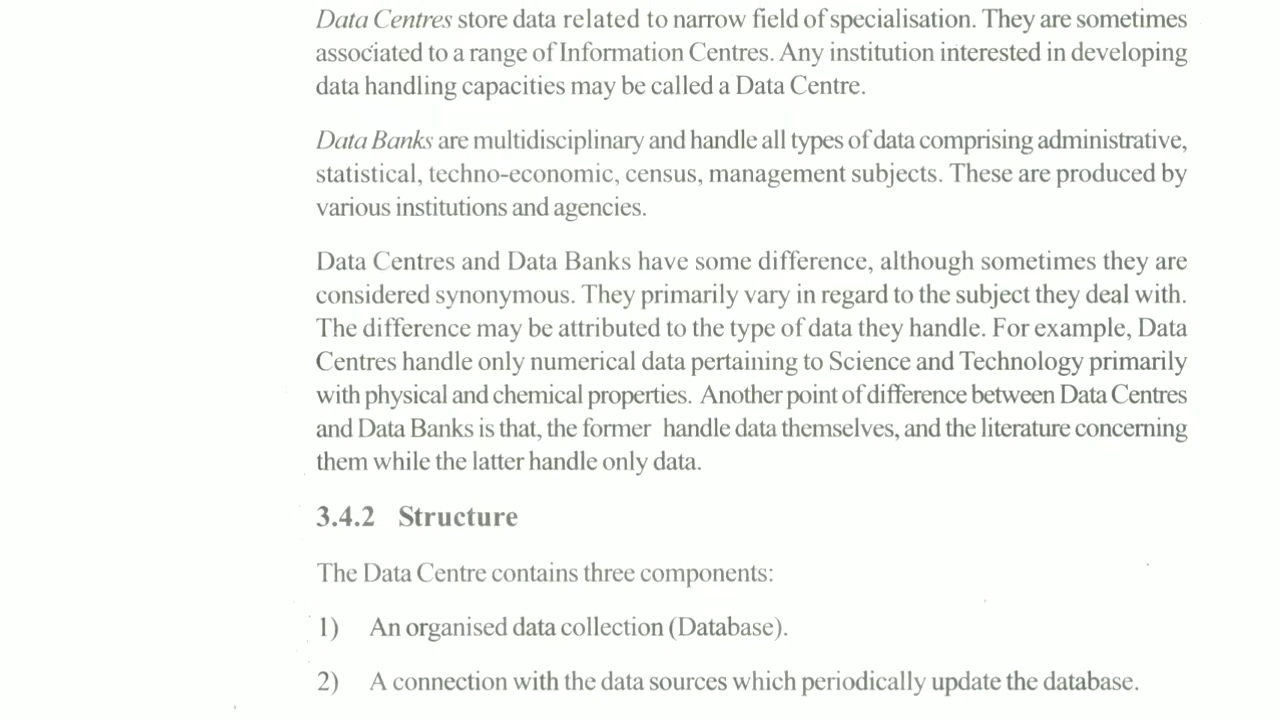 Data Centres store data related to narrow field of specialisation. They are sometimes
associated to a range of Information Centres. Any institution interested in developing
data handling capacities may be called a Data Centre.
Data Banks are multidisciplinary and handle all types of data comprising administrative,
statistical, techno-economic, census, management subjects. These are produced by
various institutions and agencies.
Data Centres and Data Banks have some difference, although sometimes they are
considered synonymous. They primarily vary in regard to the subject they deal with.
The difference may be attributed to the type of data they handle. For example, Data
Centres handle only numerical data pertaining to Science and Technology primarily
with physical and chemical properties. Another point of difference between Data Centres
and Data Banks is that, the former handle data themselves, and the literature concerning
them while the latter handle only data.
3.4.2 Structure
The Data Centre contains three components:
1) An organised data collection (Database).
2) A connection with the data sources which periodically update the database.